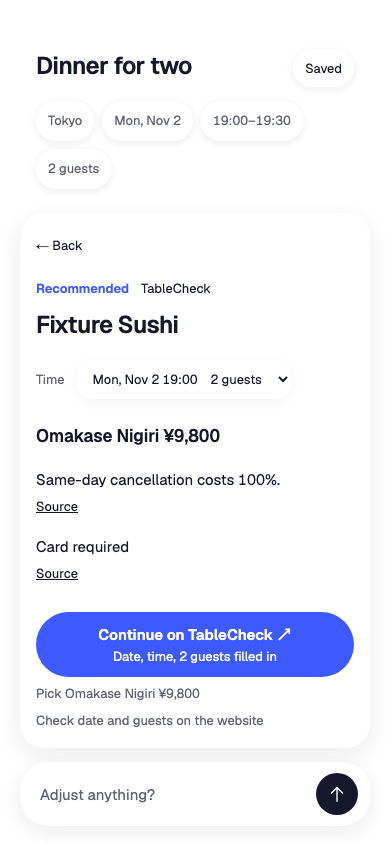 Dinner for two
Saved
Tokyo
Mon, Nov 2
19:00–19:30
2 guests
← Back
Recommended TableCheck
Fixture Sushi
Time Mon, Nov 2 19:00 2 guests
Omakase Nigiri ¥9,800
Same-day cancellation costs 100%.
Source
Card required
Source
Continue on TableCheck ↗
Date, time, 2 guests filled in
Pick Omakase Nigiri ¥9,800
Check date and guests on the website
Adjust anything?